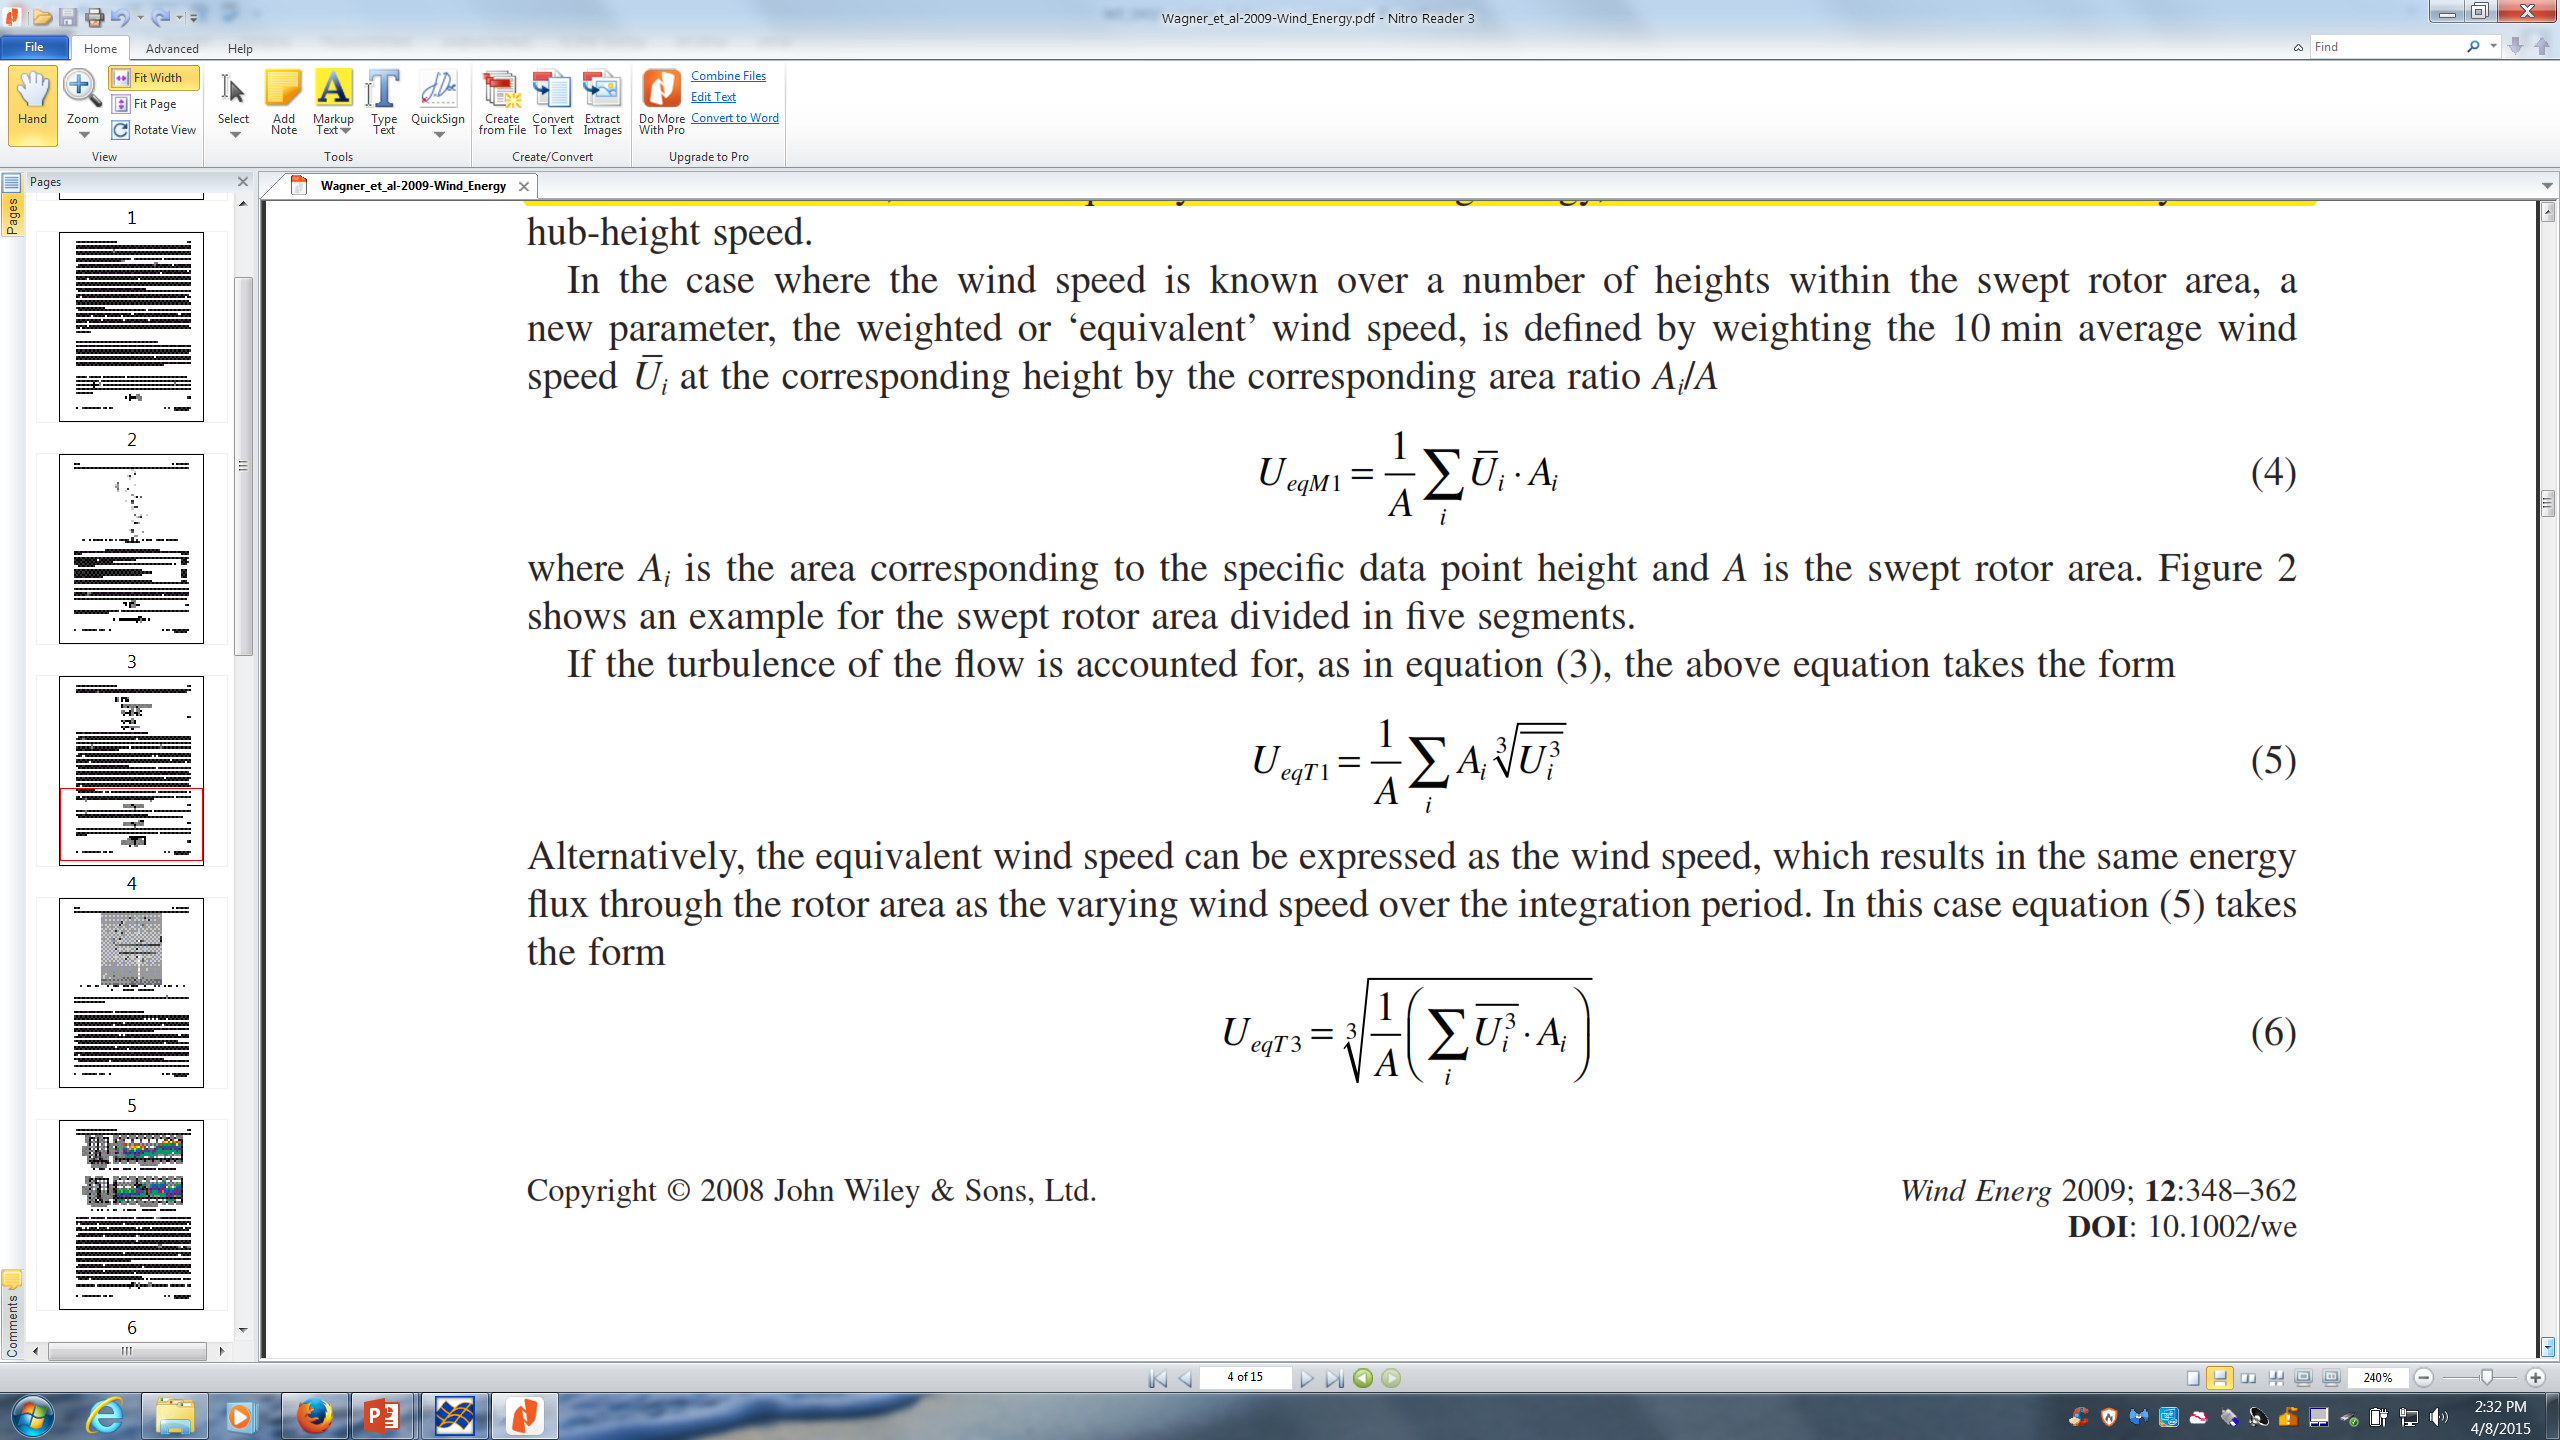 Wagner_et_al-2009-Wind_Energy.pdf - Nitro Reader 3
File Home Advanced Help
Find
Hand
Zoom
Fit Width
Fit Page
Rotate View
View
Select
Add Note
Markup Text
Type Text
QuickSign
Tools
Create from File
Convert To Text
Extract Images
Create/Convert
Do More With Pro
Combine Files
Edit Text
Convert to Word
Upgrade to Pro
Pages
Pages
Comments
1
2
3
4
5
6
Wagner_et_al-2009-Wind_Energy
hub-height speed.
In the case where the wind speed is known over a number of heights within the swept rotor area, a
new parameter, the weighted or ‘equivalent’ wind speed, is defined by weighting the 10 min average wind
speed Ūᵢ at the corresponding height by the corresponding area ratio Aᵢ/A
U_eqM1 = 1/A ∑_i Ū_i · A_i (4)
where Aᵢ is the area corresponding to the specific data point height and A is the swept rotor area. Figure 2
shows an example for the swept rotor area divided in five segments.
If the turbulence of the flow is accounted for, as in equation (3), the above equation takes the form
U_eqT1 = 1/A ∑_i A_i ∛(\overline{U_i^3}) (5)
Alternatively, the equivalent wind speed can be expressed as the wind speed, which results in the same energy
flux through the rotor area as the varying wind speed over the integration period. In this case equation (5) takes
the form
U_eqT3 = ∛(1/A (∑_i \overline{U_i^3} · A_i)) (6)
Copyright © 2008 John Wiley & Sons, Ltd.
Wind Energ 2009; 12:348–362
DOI: 10.1002/we
4 of 15
240%
2:32 PM
4/8/2015